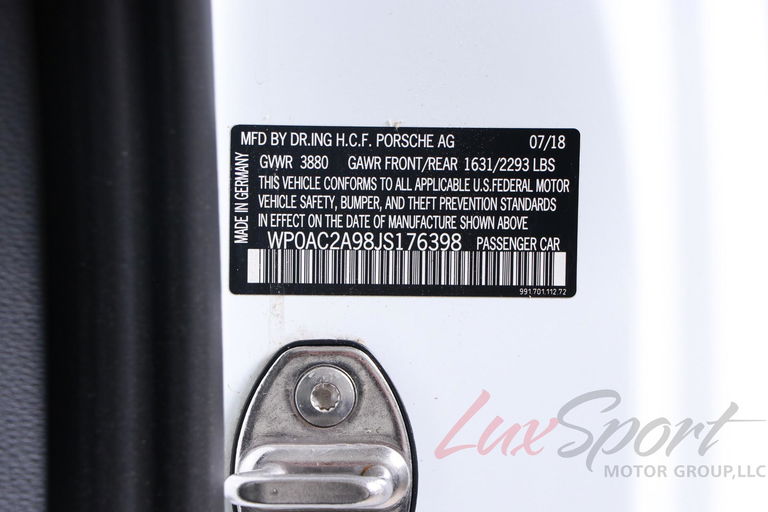 MFD BY DR.ING H.C.F. PORSCHE AG 07/18
GVWR 3880 GAWR FRONT/REAR 1631/2293 LBS
THIS VEHICLE CONFORMS TO ALL APPLICABLE U.S.FEDERAL MOTOR
VEHICLE SAFETY, BUMPER, AND THEFT PREVENTION STANDARDS
IN EFFECT ON THE DATE OF MANUFACTURE SHOWN ABOVE
WP0AC2A98JS176398 PASSENGER CAR
991.701.112.72
MADE IN GERMANY
LuxSport
MOTOR GROUP, LLC